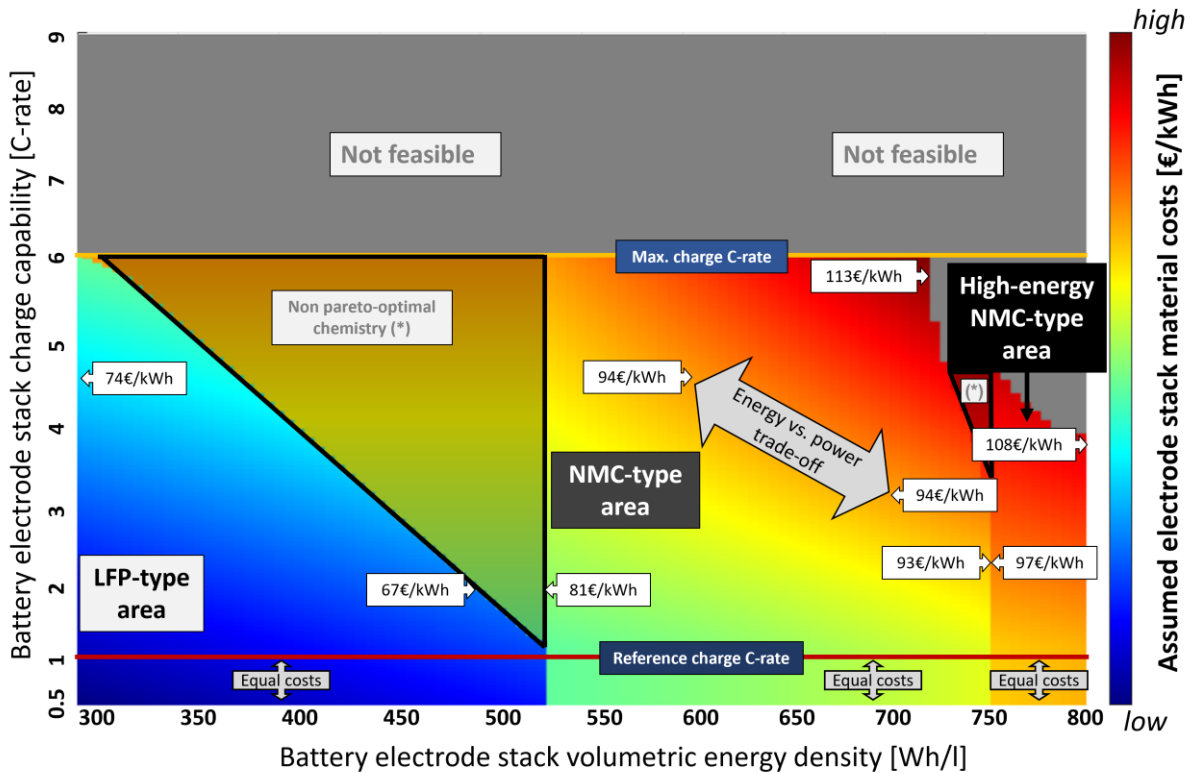 high
9
8
Not feasible
Not feasible
7
6
Max. charge C-rate
113€/kWh
High-energy
NMC-type
area
Non pareto-optimal
chemistry (*)
5
74€/kWh
94€/kWh
(*)
Energy vs. power
trade-off
4
108€/kWh
NMC-type
area
94€/kWh
3
93€/kWh
97€/kWh
LFP-type
area
67€/kWh
81€/kWh
2
Reference charge C-rate
1
Equal costs
Equal costs
Equal costs
0.5
low
300
350
400
450
500
550
600
650
700
750
800
Battery electrode stack volumetric energy density [Wh/l]
Battery electrode stack charge capability [C-rate]
Assumed electrode stack material costs [€/kWh]